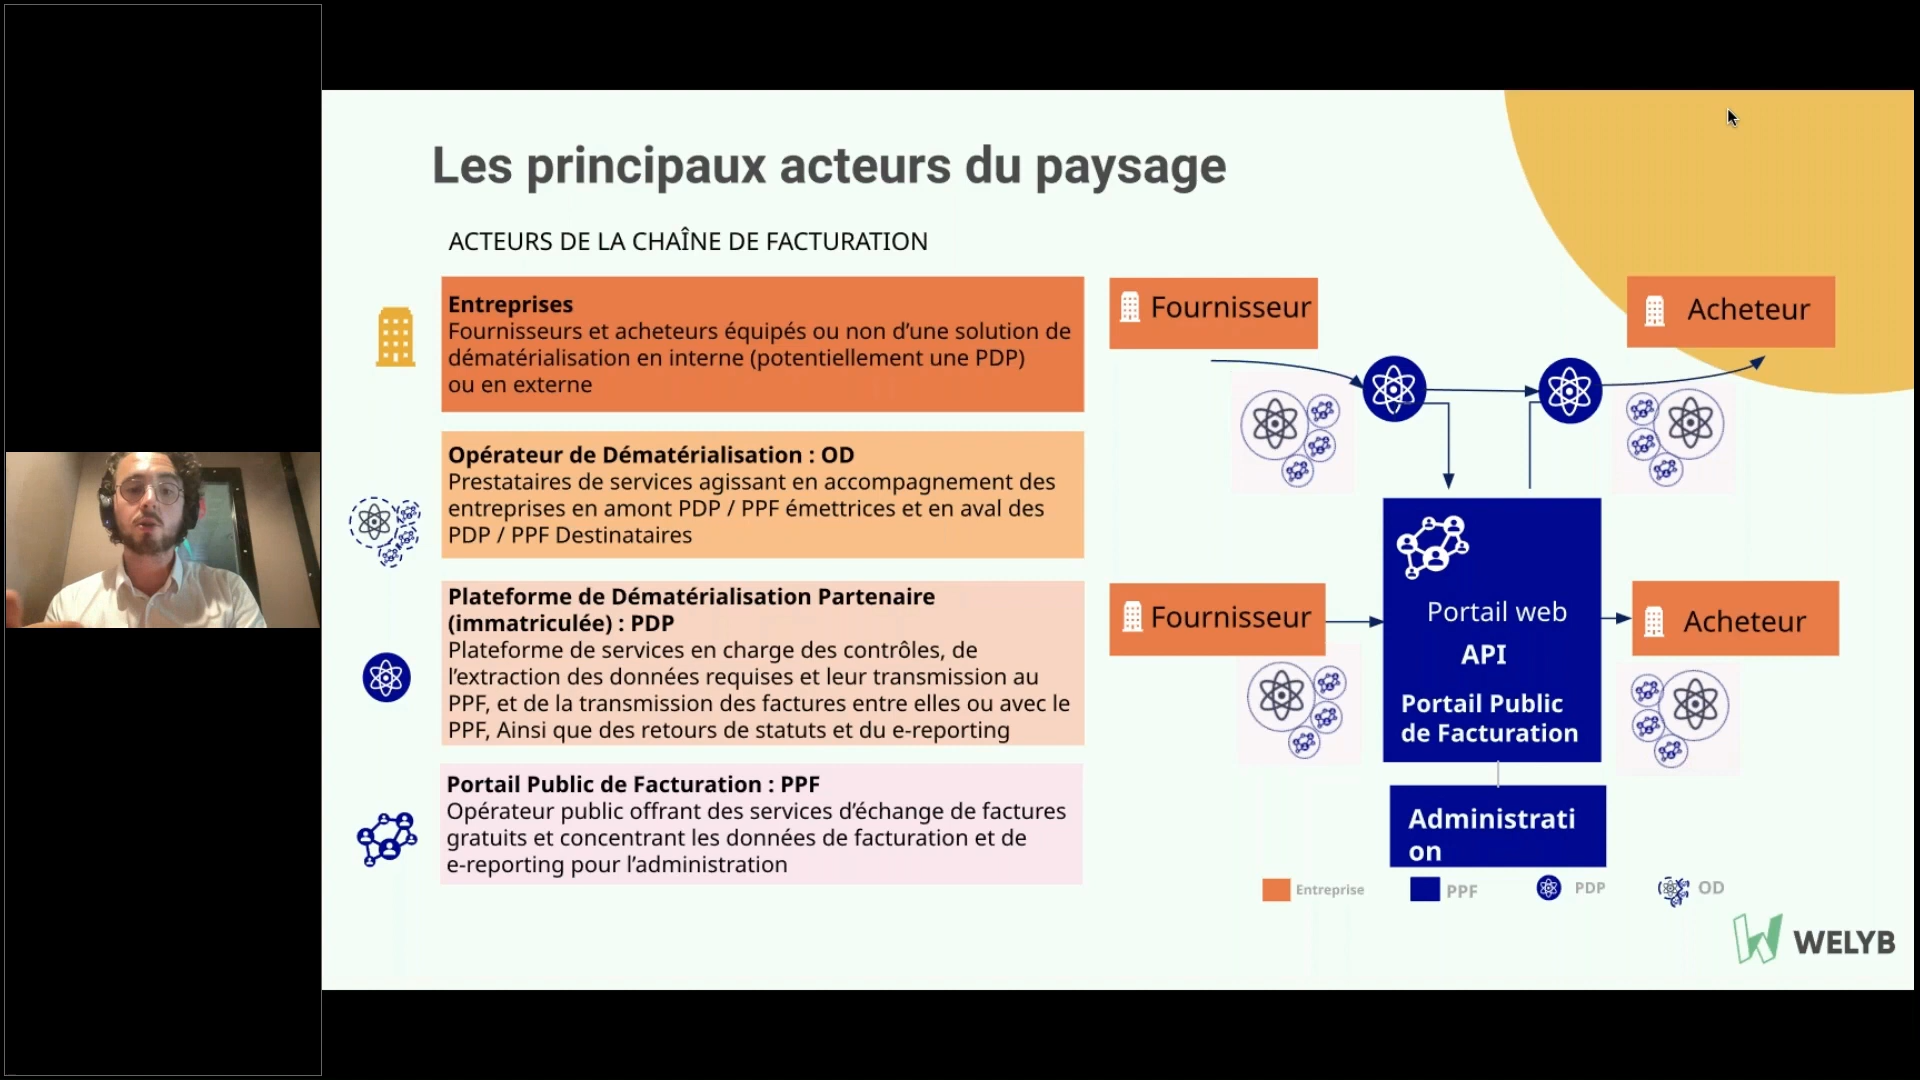 Les principaux acteurs du paysage
ACTEURS DE LA CHAÎNE DE FACTURATION
Entreprises
Fournisseurs et acheteurs équipés ou non d’une solution de
dématérialisation en interne (potentiellement une PDP)
ou en externe
Opérateur de Dématérialisation : OD
Prestataires de services agissant en accompagnement des
entreprises en amont PDP / PPF émettrices et en aval des
PDP / PPF Destinataires
Plateforme de Dématérialisation Partenaire
(immatriculée) : PDP
Plateforme de services en charge des contrôles, de
l’extraction des données requises et leur transmission au
PPF, et de la transmission des factures entre elles ou avec le
PPF, Ainsi que des retours de statuts et du e-reporting
Portail Public de Facturation : PPF
Opérateur public offrant des services d’échange de factures
gratuits et concentrant les données de facturation et de
e-reporting pour l’administration
Fournisseur
Acheteur
Fournisseur
Portail web
API
Portail Public
de Facturation
Acheteur
Administrati
on
Entreprise
PPF
PDP
OD
WELYB